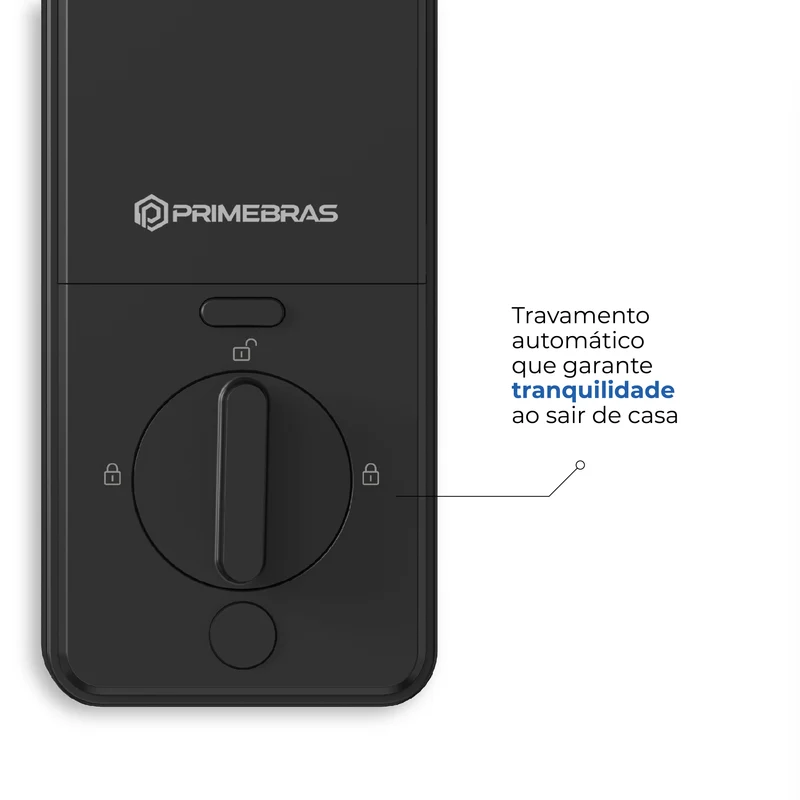 PRIMEBRAS
Travamento
automático
que garante
tranquilidade
ao sair de casa